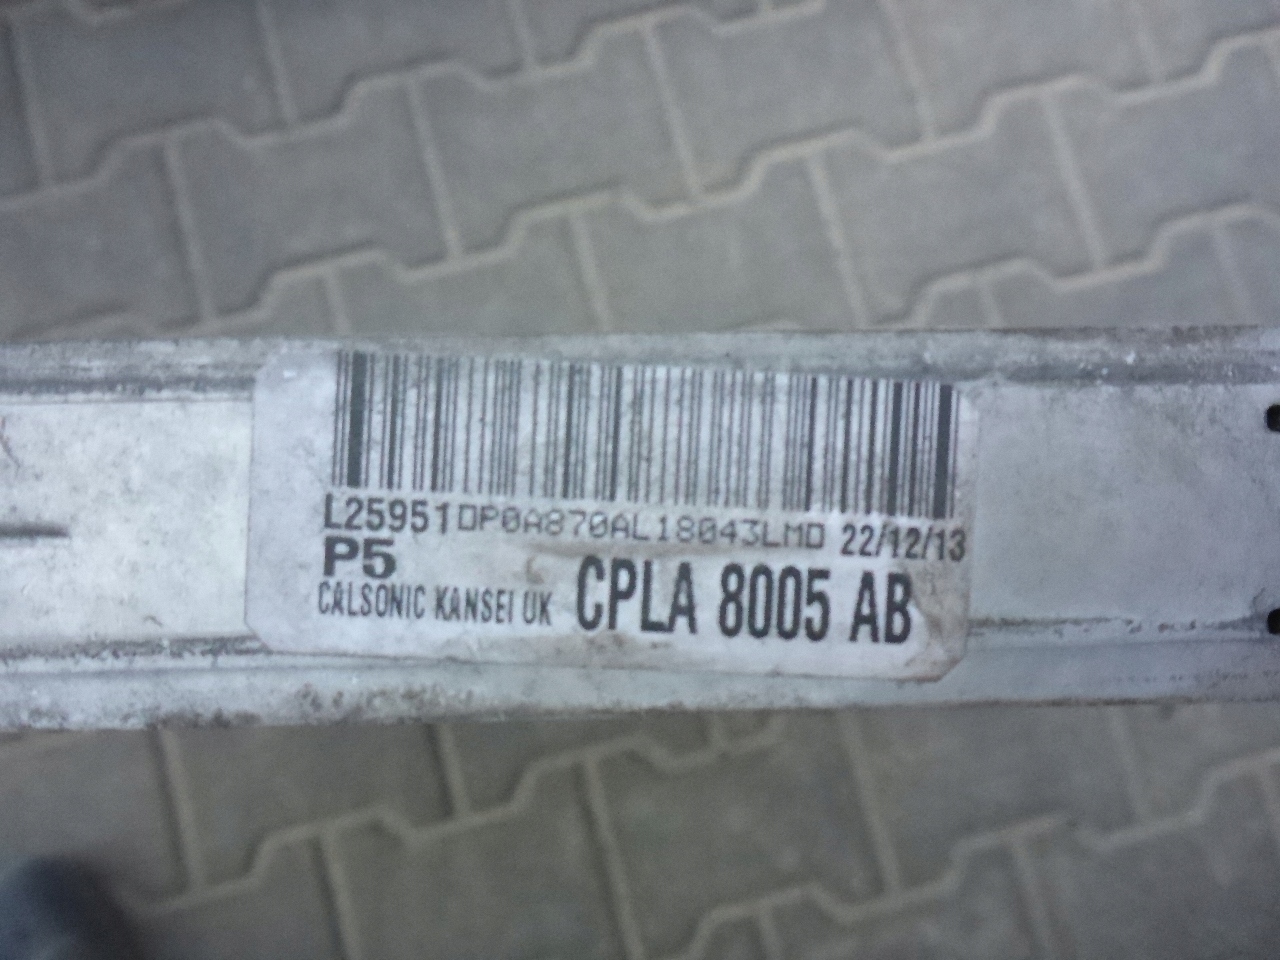 L25951DP0A870AL18043LMD 22/12/13
P5
CALSONIC KANSEI UK CPLA 8005 AB